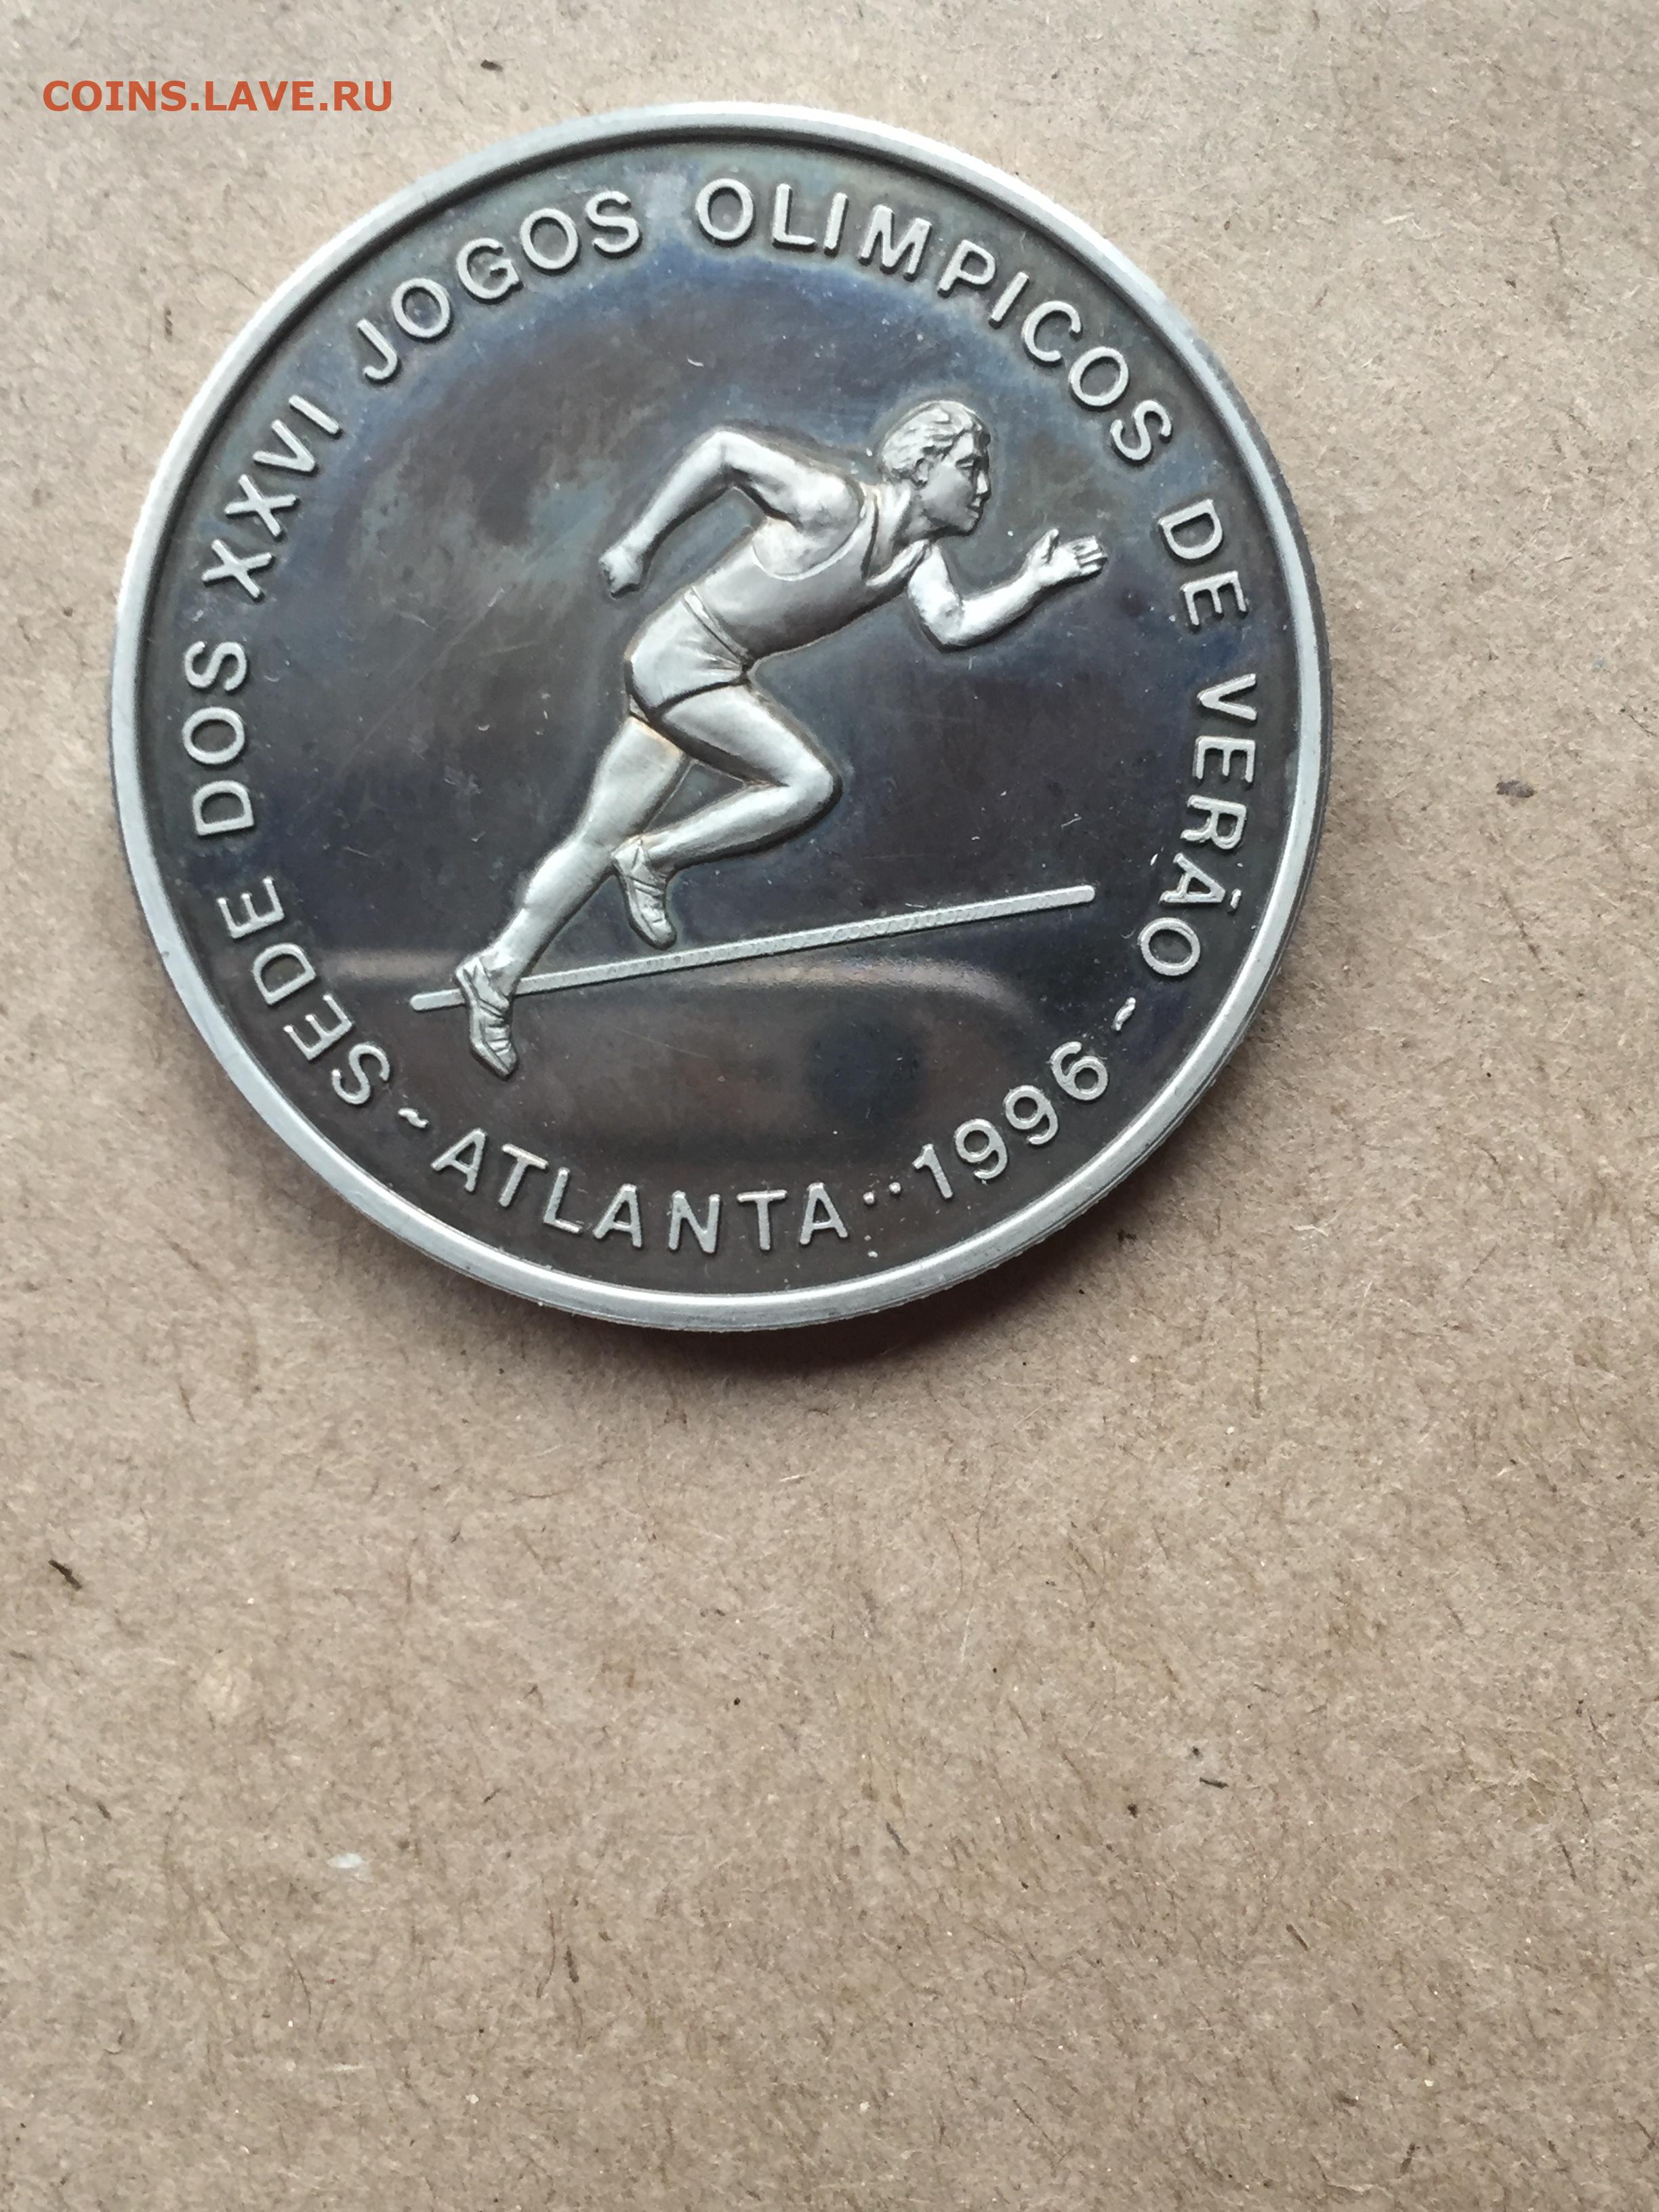 COINS.LAVE.RU
SEDE DOS XXVI JOGOS OLIMPICOS DE VERÃO
~ATLANTA··1996~